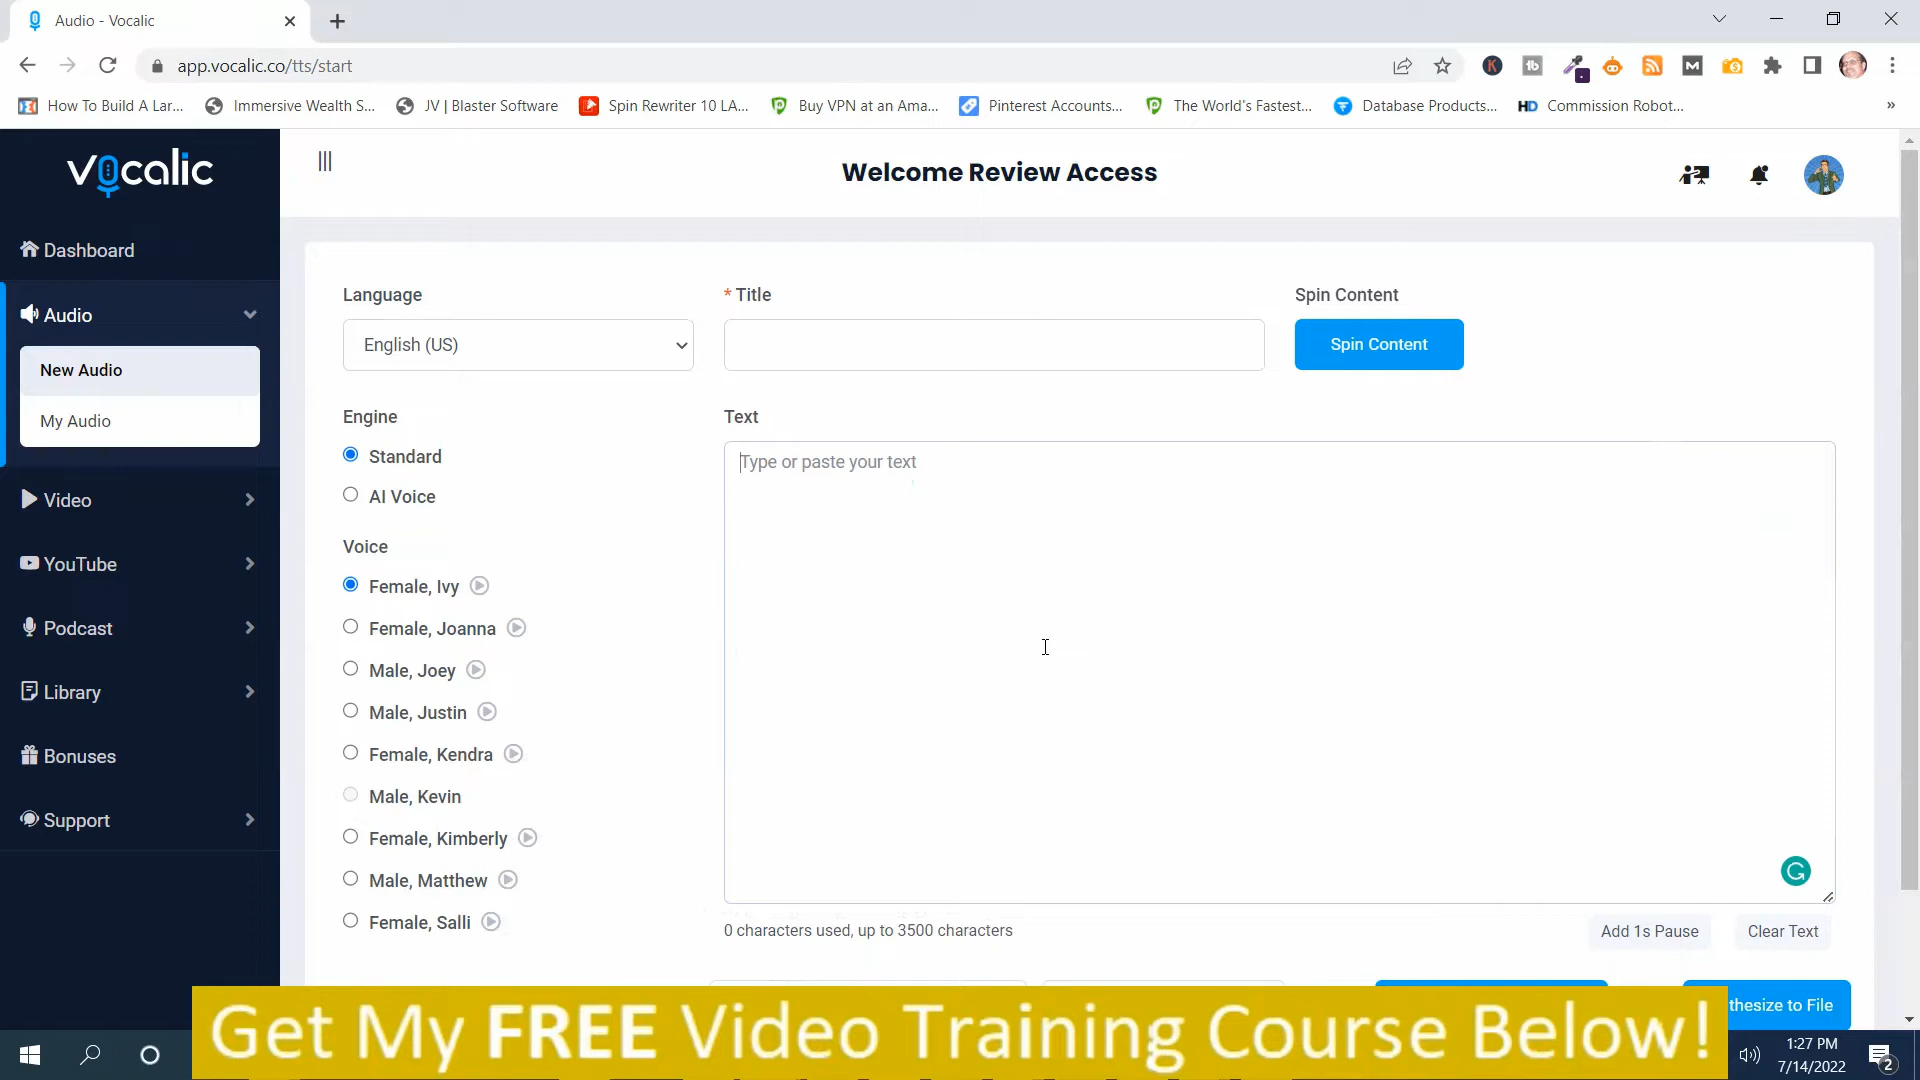 Audio - Vocalic
app.vocalic.co/tts/start
How To Build A Lar...
Immersive Wealth S...
JV | Blaster Software
Spin Rewriter 10 LA...
Buy VPN at an Ama...
Pinterest Accounts...
The World's Fastest...
Database Products...
Commission Robot...
vocalic
Welcome Review Access
Dashboard
Audio
New Audio
My Audio
Video
YouTube
Podcast
Library
Bonuses
Support
Language
English (US)
* Title
Spin Content
Spin Content
Engine
Standard
AI Voice
Voice
Female, Ivy
Female, Joanna
Male, Joey
Male, Justin
Female, Kendra
Male, Kevin
Female, Kimberly
Male, Matthew
Female, Salli
Text
Type or paste your text
0 characters used, up to 3500 characters
Add 1s Pause
Clear Text
thesize to File
Get My FREE Video Training Course Below!
1:27 PM
7/14/2022
2